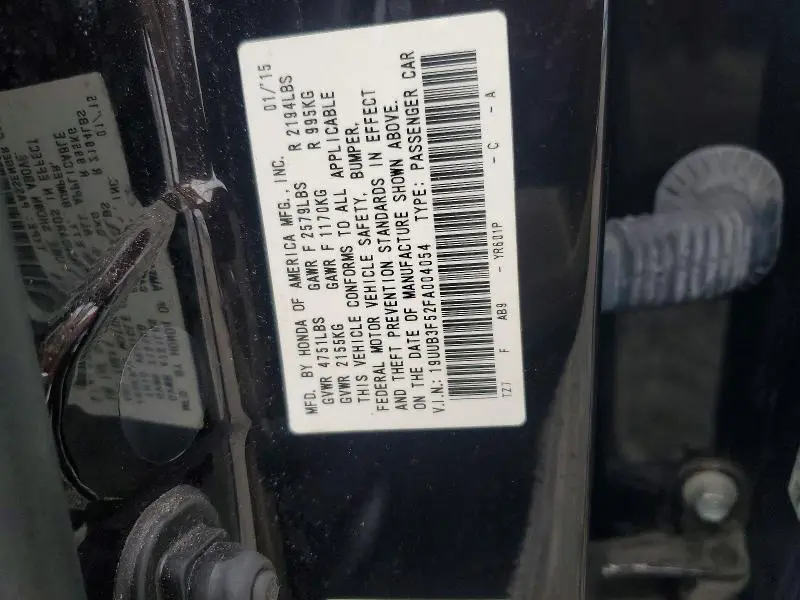 MFD. BY HONDA OF AMERICA MFG., INC. 01/'15
GVWR 4751LBS GAWR F 2579LBS R 2194LBS
GVWR 2155KG GAWR F 1170KG R 995KG
THIS VEHICLE CONFORMS TO ALL APPLICABLE
FEDERAL MOTOR VEHICLE SAFETY, BUMPER,
AND THEFT PREVENTION STANDARDS IN EFFECT
ON THE DATE OF MANUFACTURE SHOWN ABOVE.
V.I.N.: 19UUB3F52FA004054 TYPE: PASSENGER CAR
TZ7 F AB9 - YR601P - C - A